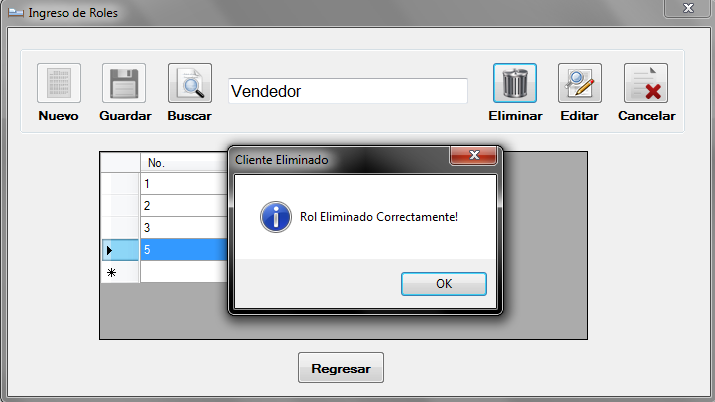 Ingreso de Roles
Vendedor
Nuevo Guardar Buscar Eliminar Editar Cancelar
Cliente Eliminado
No.
1
2
3
5
Rol Eliminado Correctamente!
OK
Regresar